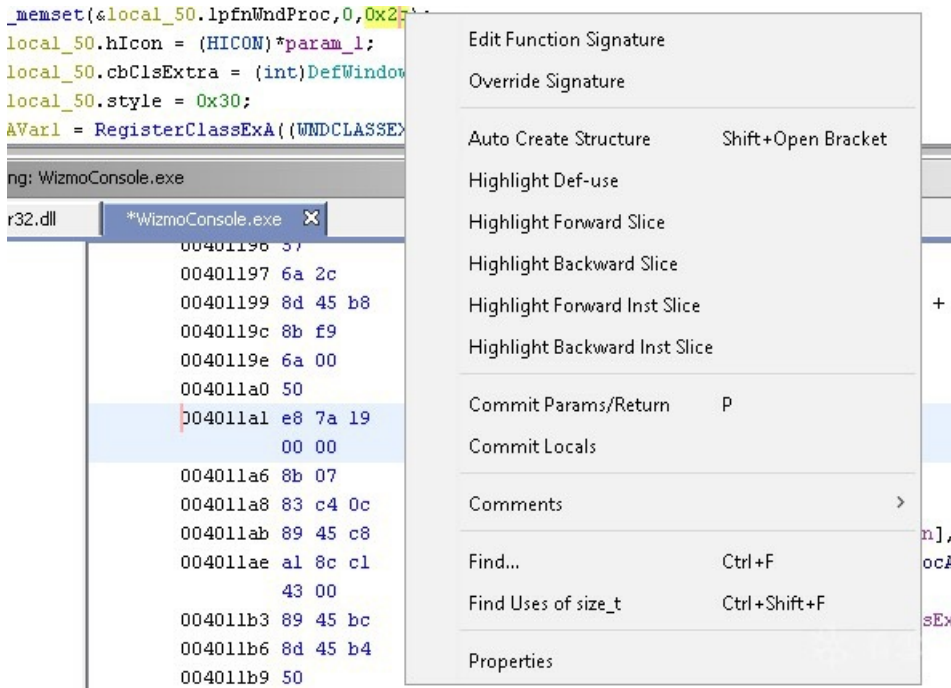 _memset(&local_50.lpfnWndProc,0,0x2
local_50.hIcon = (HICON)*param_1;
local_50.cbClsExtra = (int)DefWindow
local_50.style = 0x30;
AVar1 = RegisterClassExA((WNDCLASSEX
ng: WizmoConsole.exe
r32.dll
*WizmoConsole.exe
00401196 57
00401197 6a 2c
00401199 8d 45 b8
0040119c 8b f9
0040119e 6a 00
004011a0 50
004011a1 e8 7a 19
00 00
004011a6 8b 07
004011a8 83 c4 0c
004011ab 89 45 c8
004011ae a1 8c c1
43 00
004011b3 89 45 bc
004011b6 8d 45 b4
004011b9 50
Edit Function Signature
Override Signature
Auto Create Structure Shift+Open Bracket
Highlight Def-use
Highlight Forward Slice
Highlight Backward Slice
Highlight Forward Inst Slice
Highlight Backward Inst Slice
Commit Params/Return P
Commit Locals
Comments
Find... Ctrl+F
Find Uses of size_t Ctrl+Shift+F
Properties
+
n],
ocA
sEx